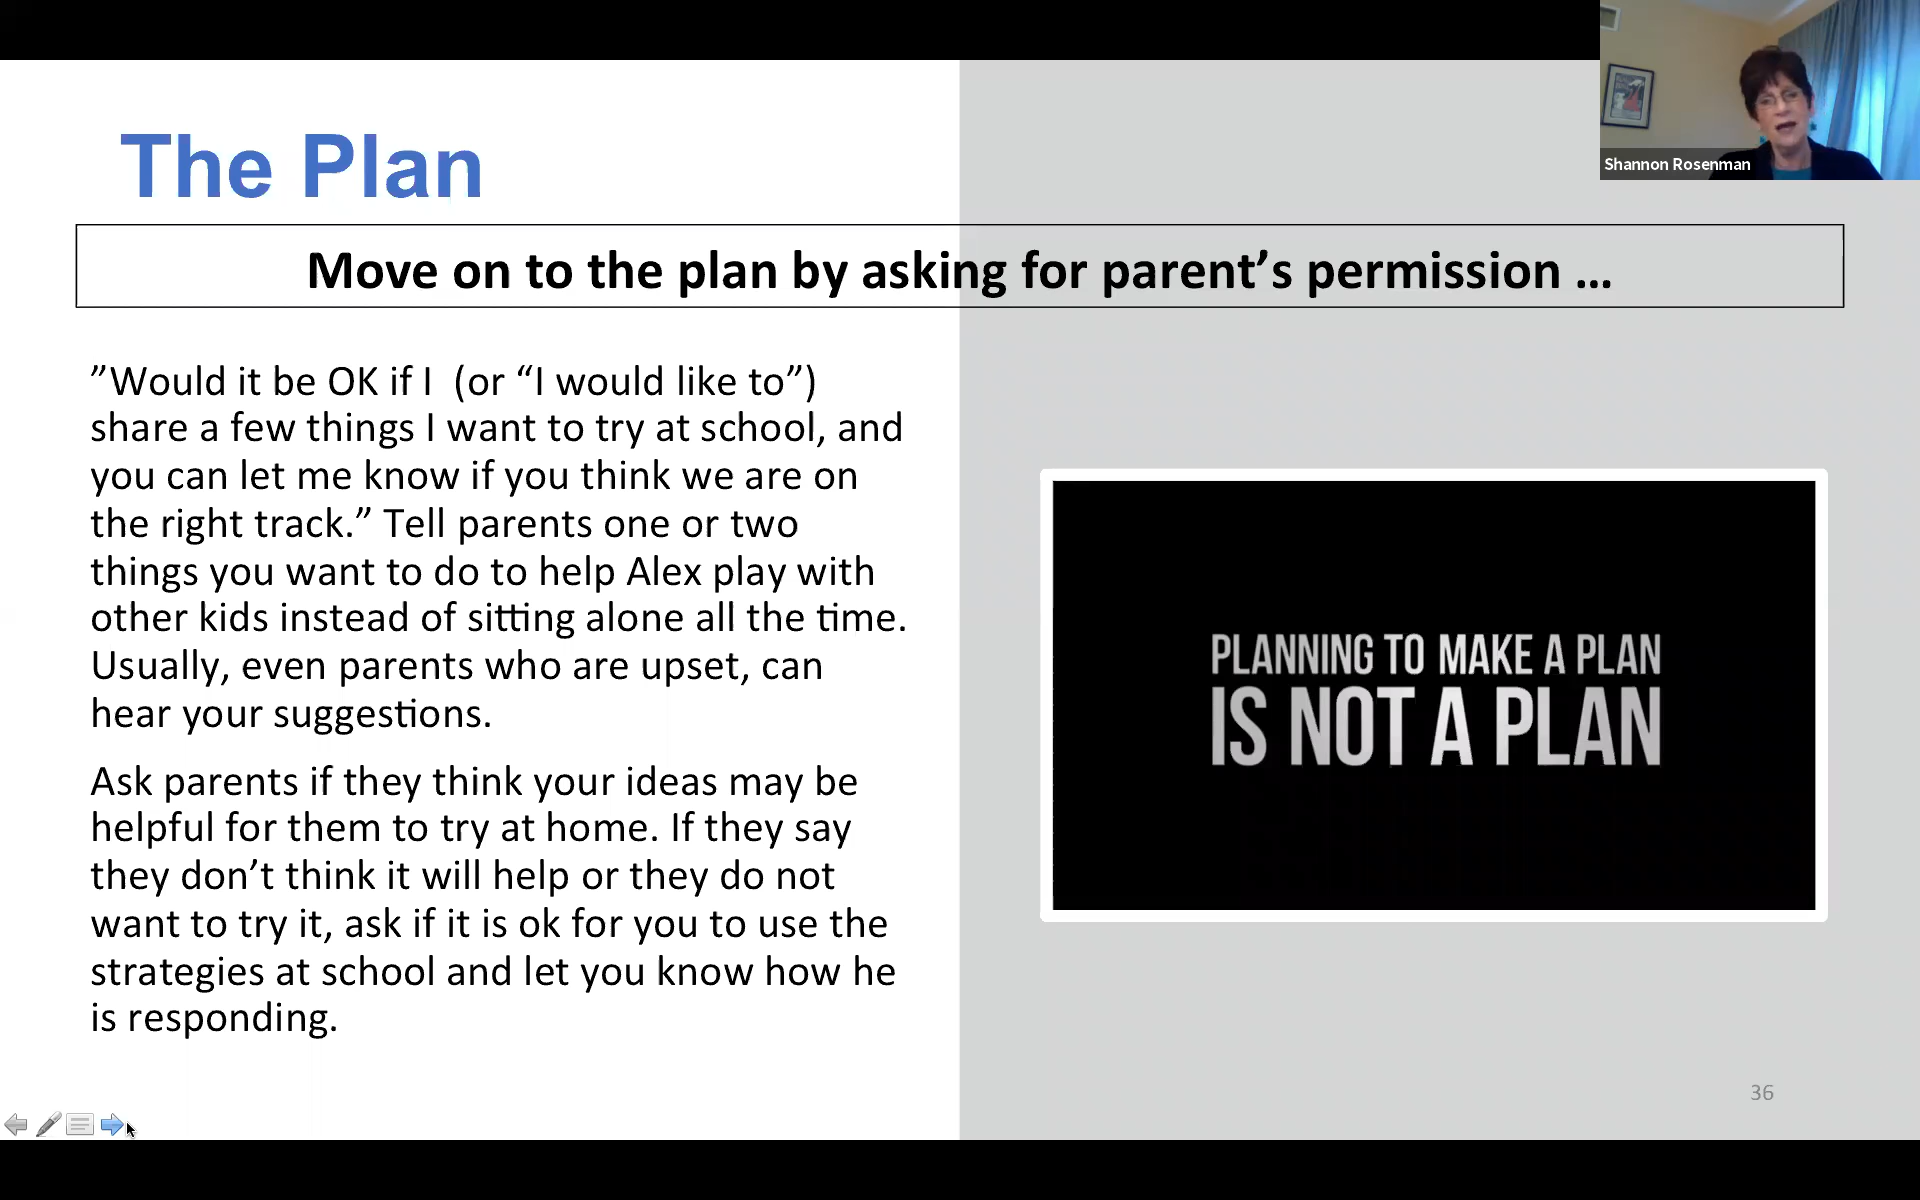 Shannon Rosenman
The Plan
Move on to the plan by asking for parent’s permission ...
”Would it be OK if I  (or “I would like to”)
share a few things I want to try at school, and
you can let me know if you think we are on
the right track.” Tell parents one or two
things you want to do to help Alex play with
other kids instead of sitting alone all the time.
Usually, even parents who are upset, can
hear your suggestions.
Ask parents if they think your ideas may be
helpful for them to try at home. If they say
they don’t think it will help or they do not
want to try it, ask if it is ok for you to use the
strategies at school and let you know how he
is responding.
PLANNING TO MAKE A PLAN
IS NOT A PLAN
36